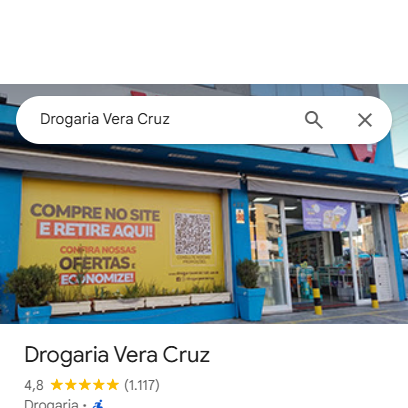 Drogaria Vera Cruz
COMPRE NO SITE
E RETIRE AQUI!
CONFIRA NOSSAS
OFERTAS E
ECONOMIZE!
Drogaria Vera Cruz
4,8 (1.117)
Drogaria ·